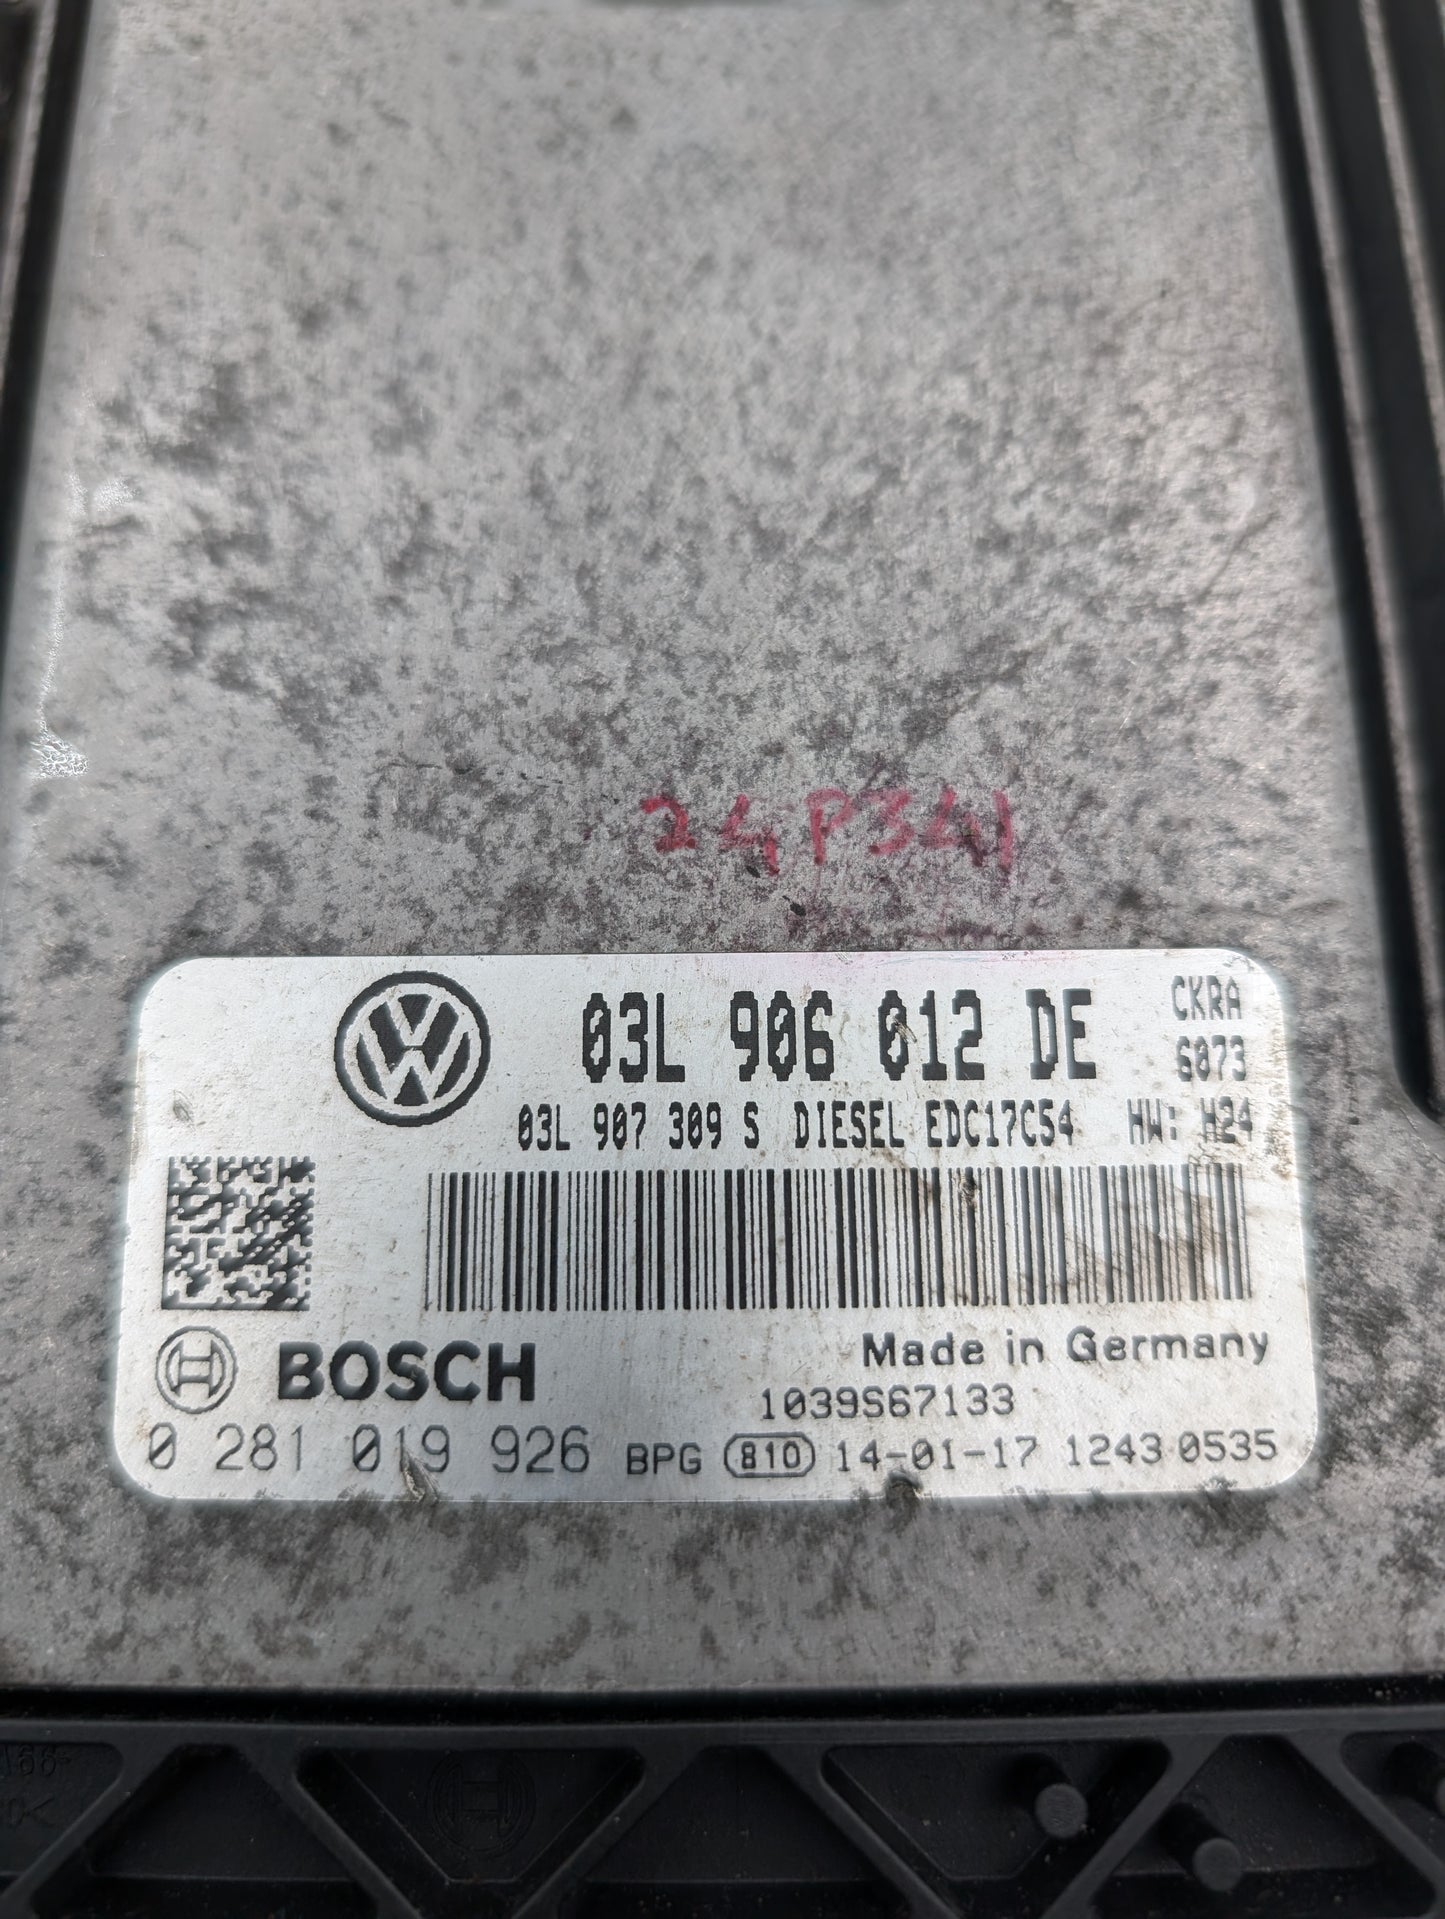 24P341
03L 906 012 DE
CKRA
6073
03L 907 309 S DIESEL EDC17C54 HW: H24
BOSCH
Made in Germany
1039S67133
0 281 019 926 BPG 810 14-01-17 1243 0535